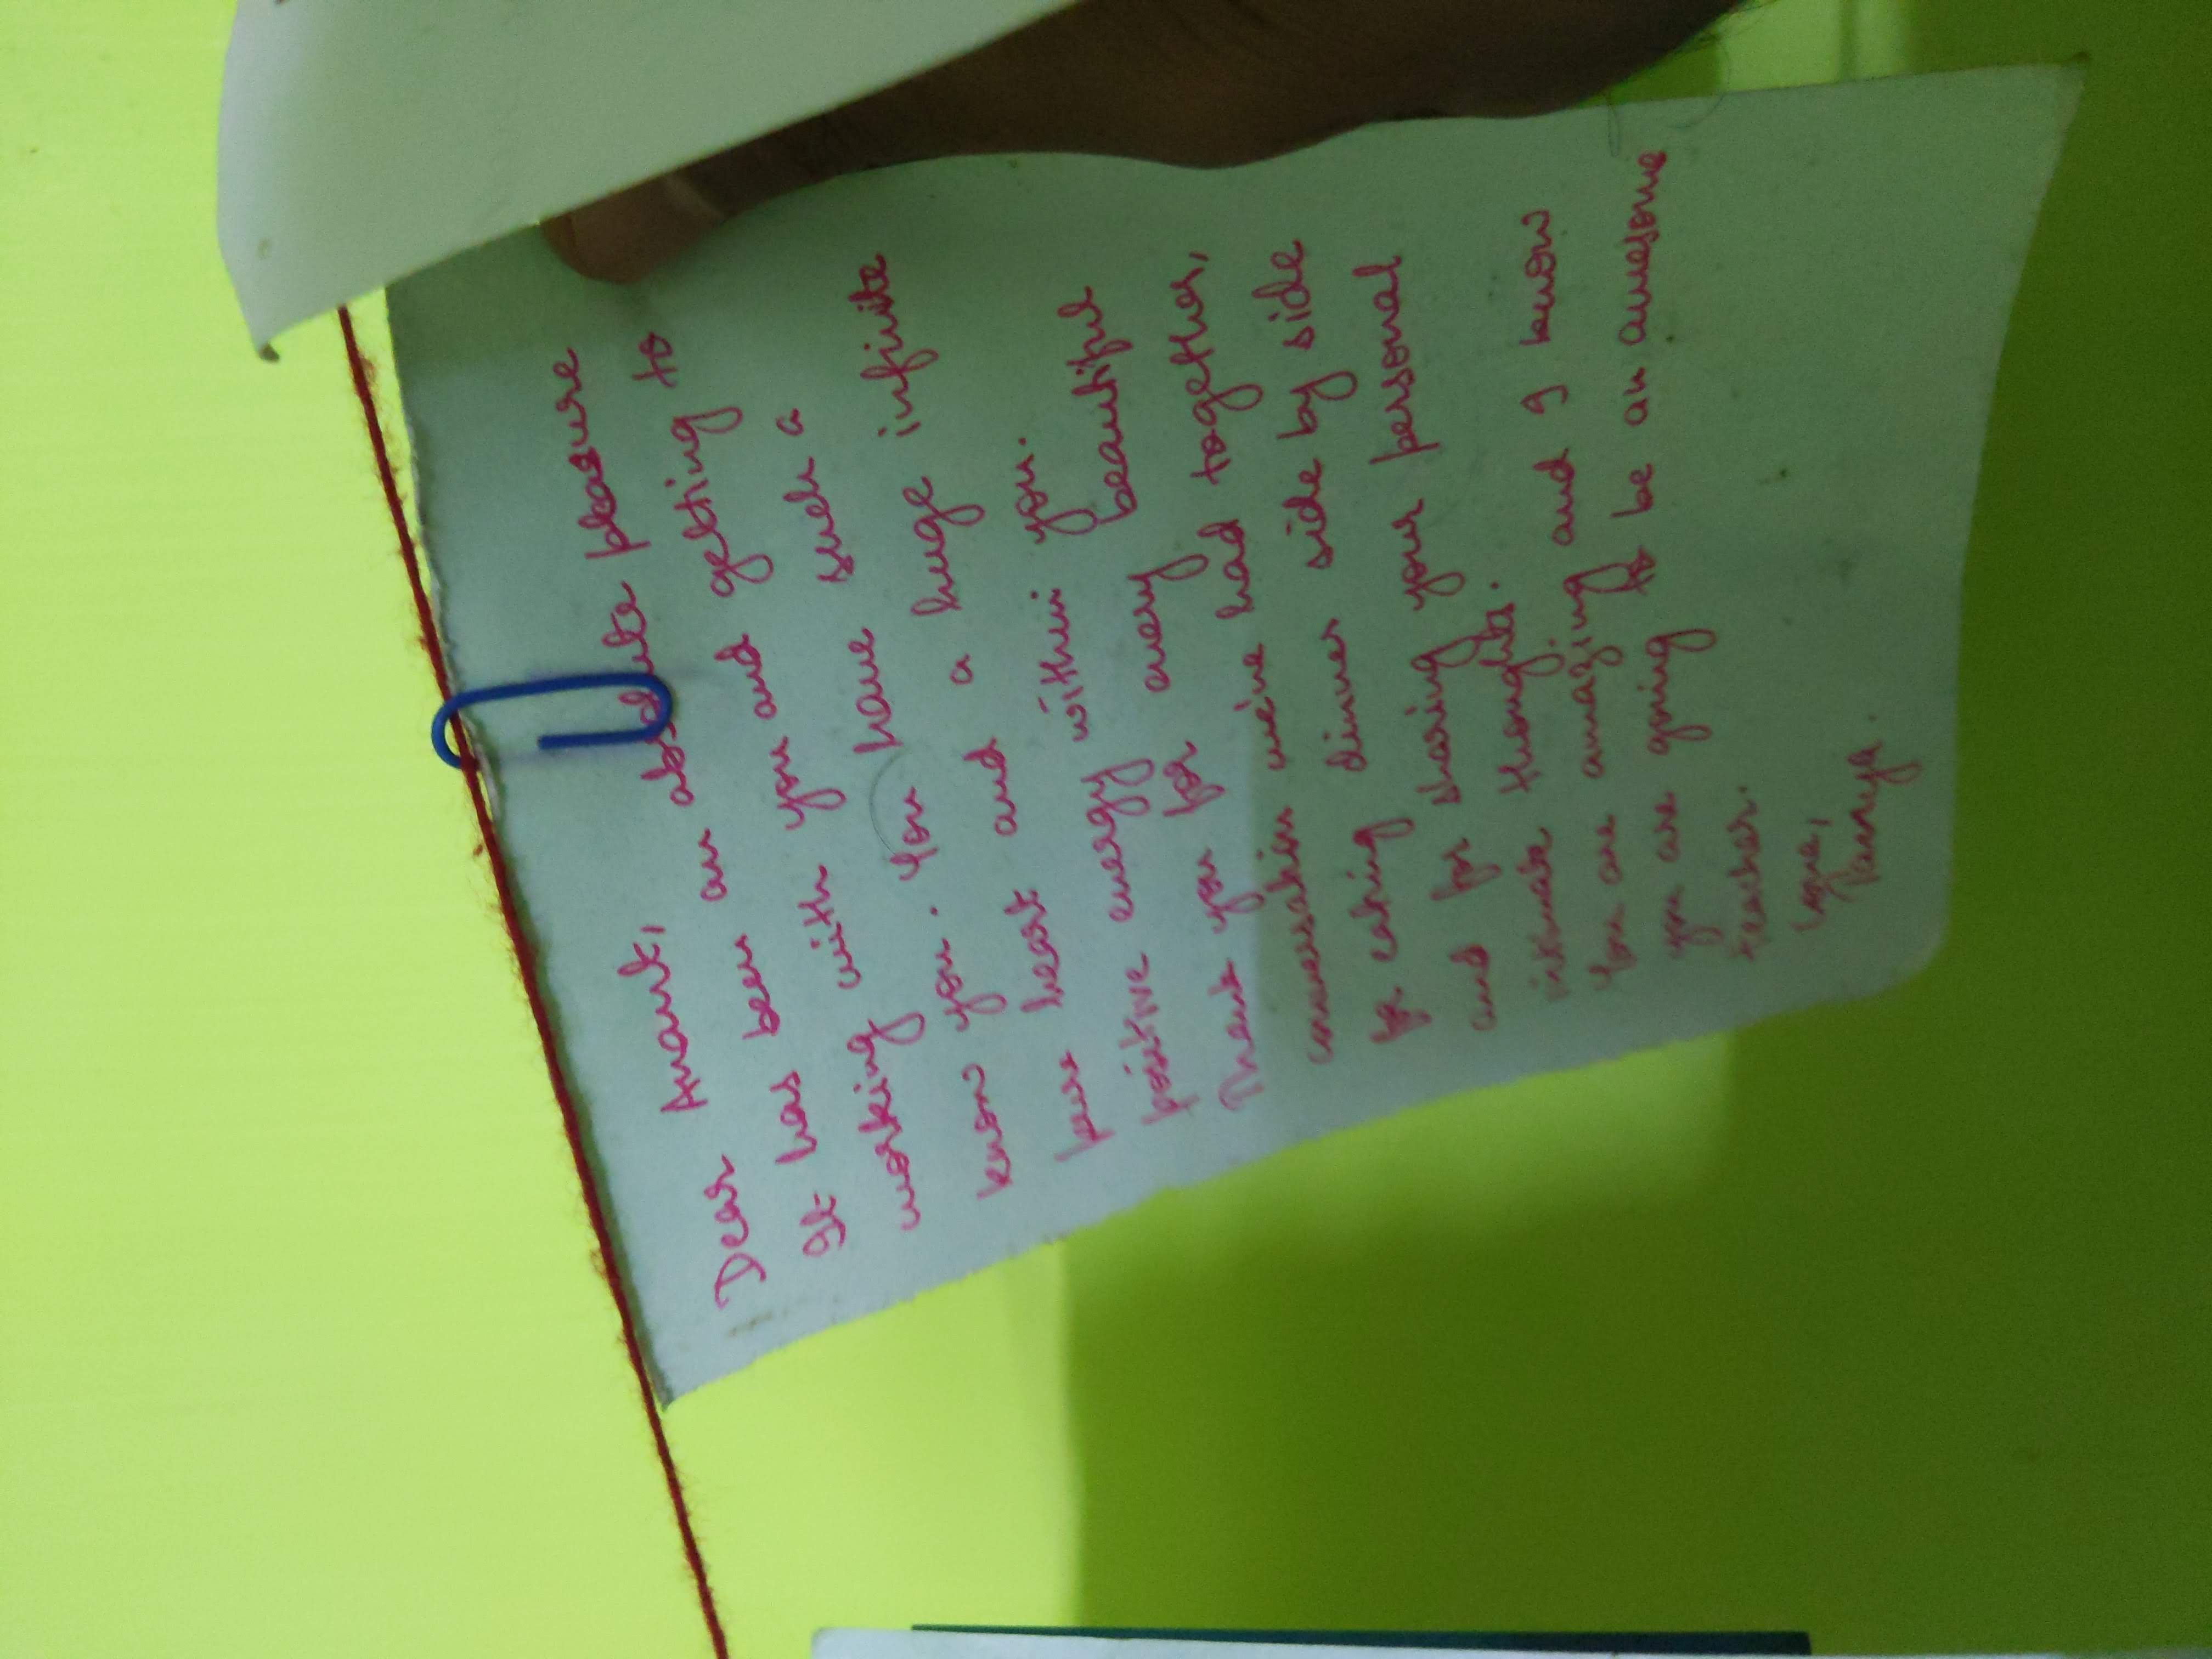 Dear Anant,
It has been an absolute pleasure
working with you and getting to
know you. You have such a
pure heart and a huge infinite
positive energy within you.
Thank you for every beautiful
conversation we've had together,
for eating dinner side by side
and for sharing your personal
intimate thoughts.
You are amazing and I know
you are going to be an awesome
teacher.
Love,